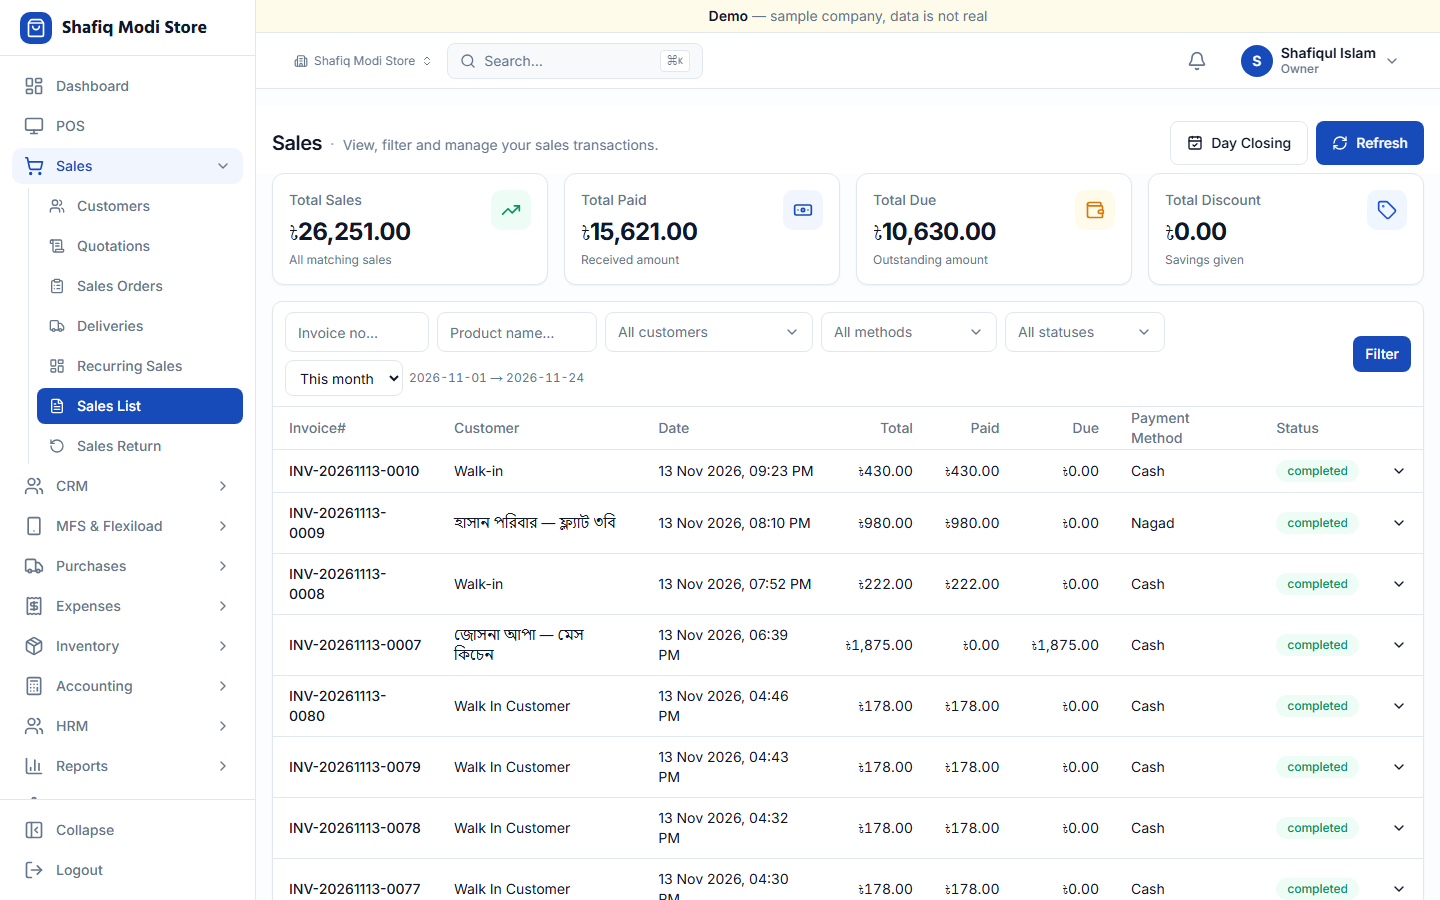 Shafiq Modi Store
Demo — sample company, data is not real
Shafiq Modi Store
Search...
⌘K
S
Shafiqul Islam
Owner
Dashboard
POS
Sales
Customers
Quotations
Sales Orders
Deliveries
Recurring Sales
Sales List
Sales Return
CRM
MFS & Flexiload
Purchases
Expenses
Inventory
Accounting
HRM
Reports
Collapse
Logout
Sales · View, filter and manage your sales transactions.
Day Closing
Refresh
Total Sales
৳26,251.00
All matching sales
Total Paid
৳15,621.00
Received amount
Total Due
৳10,630.00
Outstanding amount
Total Discount
৳0.00
Savings given
Invoice no...
Product name...
All customers
All methods
All statuses
Filter
This month
2026-11-01 → 2026-11-24
Invoice# Customer Date Total Paid Due Payment Method Status
INV-20261113-0010 Walk-in 13 Nov 2026, 09:23 PM ৳430.00 ৳430.00 ৳0.00 Cash completed
INV-20261113-0009 হাসান পরিবার — ফ্ল্যাট ৩বি 13 Nov 2026, 08:10 PM ৳980.00 ৳980.00 ৳0.00 Nagad completed
INV-20261113-0008 Walk-in 13 Nov 2026, 07:52 PM ৳222.00 ৳222.00 ৳0.00 Cash completed
INV-20261113-0007 জোসনা আপা — মেস কিচেন 13 Nov 2026, 06:39 PM ৳1,875.00 ৳0.00 ৳1,875.00 Cash completed
INV-20261113-0080 Walk In Customer 13 Nov 2026, 04:46 PM ৳178.00 ৳178.00 ৳0.00 Cash completed
INV-20261113-0079 Walk In Customer 13 Nov 2026, 04:43 PM ৳178.00 ৳178.00 ৳0.00 Cash completed
INV-20261113-0078 Walk In Customer 13 Nov 2026, 04:32 PM ৳178.00 ৳178.00 ৳0.00 Cash completed
INV-20261113-0077 Walk In Customer 13 Nov 2026, 04:30 PM ৳178.00 ৳178.00 ৳0.00 Cash completed